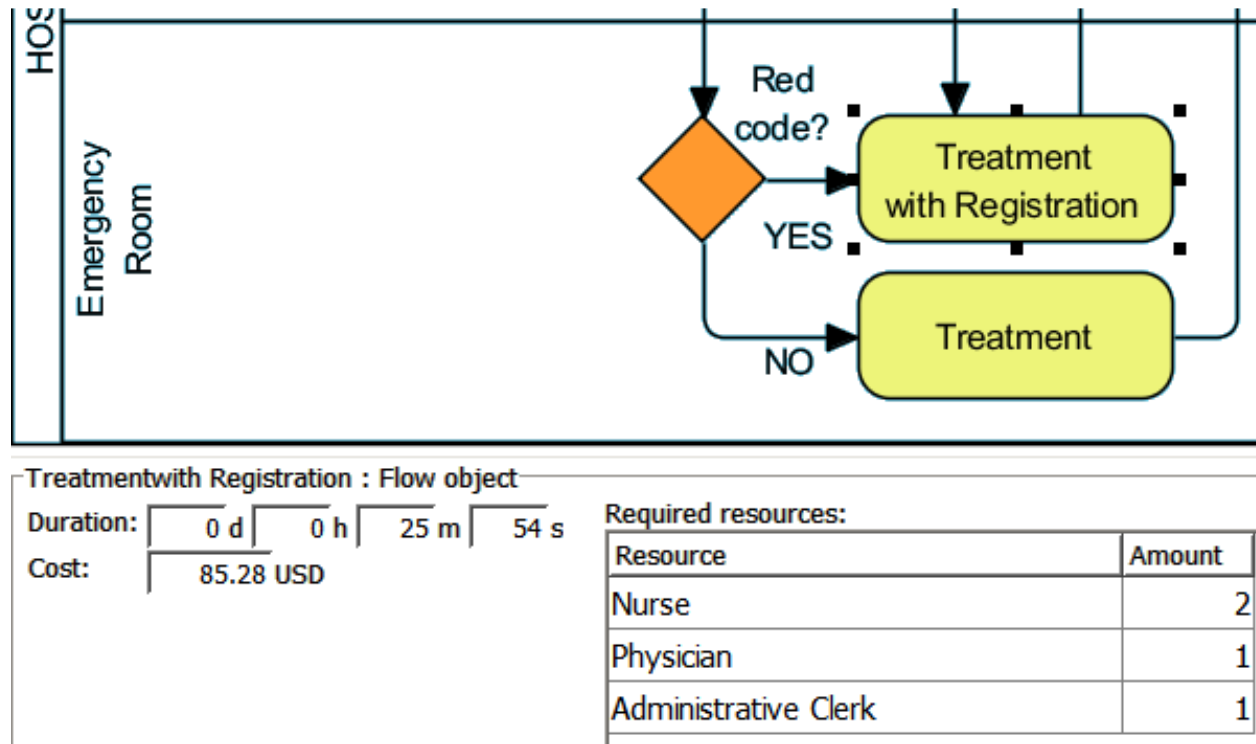 HOS
Emergency
Room
Red
code?
YES
NO
Treatment
with Registration
Treatment
Treatmentwith Registration : Flow object
Duration: 0 d 0 h 25 m 54 s
Cost: 85.28 USD
Required resources:
Resource Amount
Nurse 2
Physician 1
Administrative Clerk 1